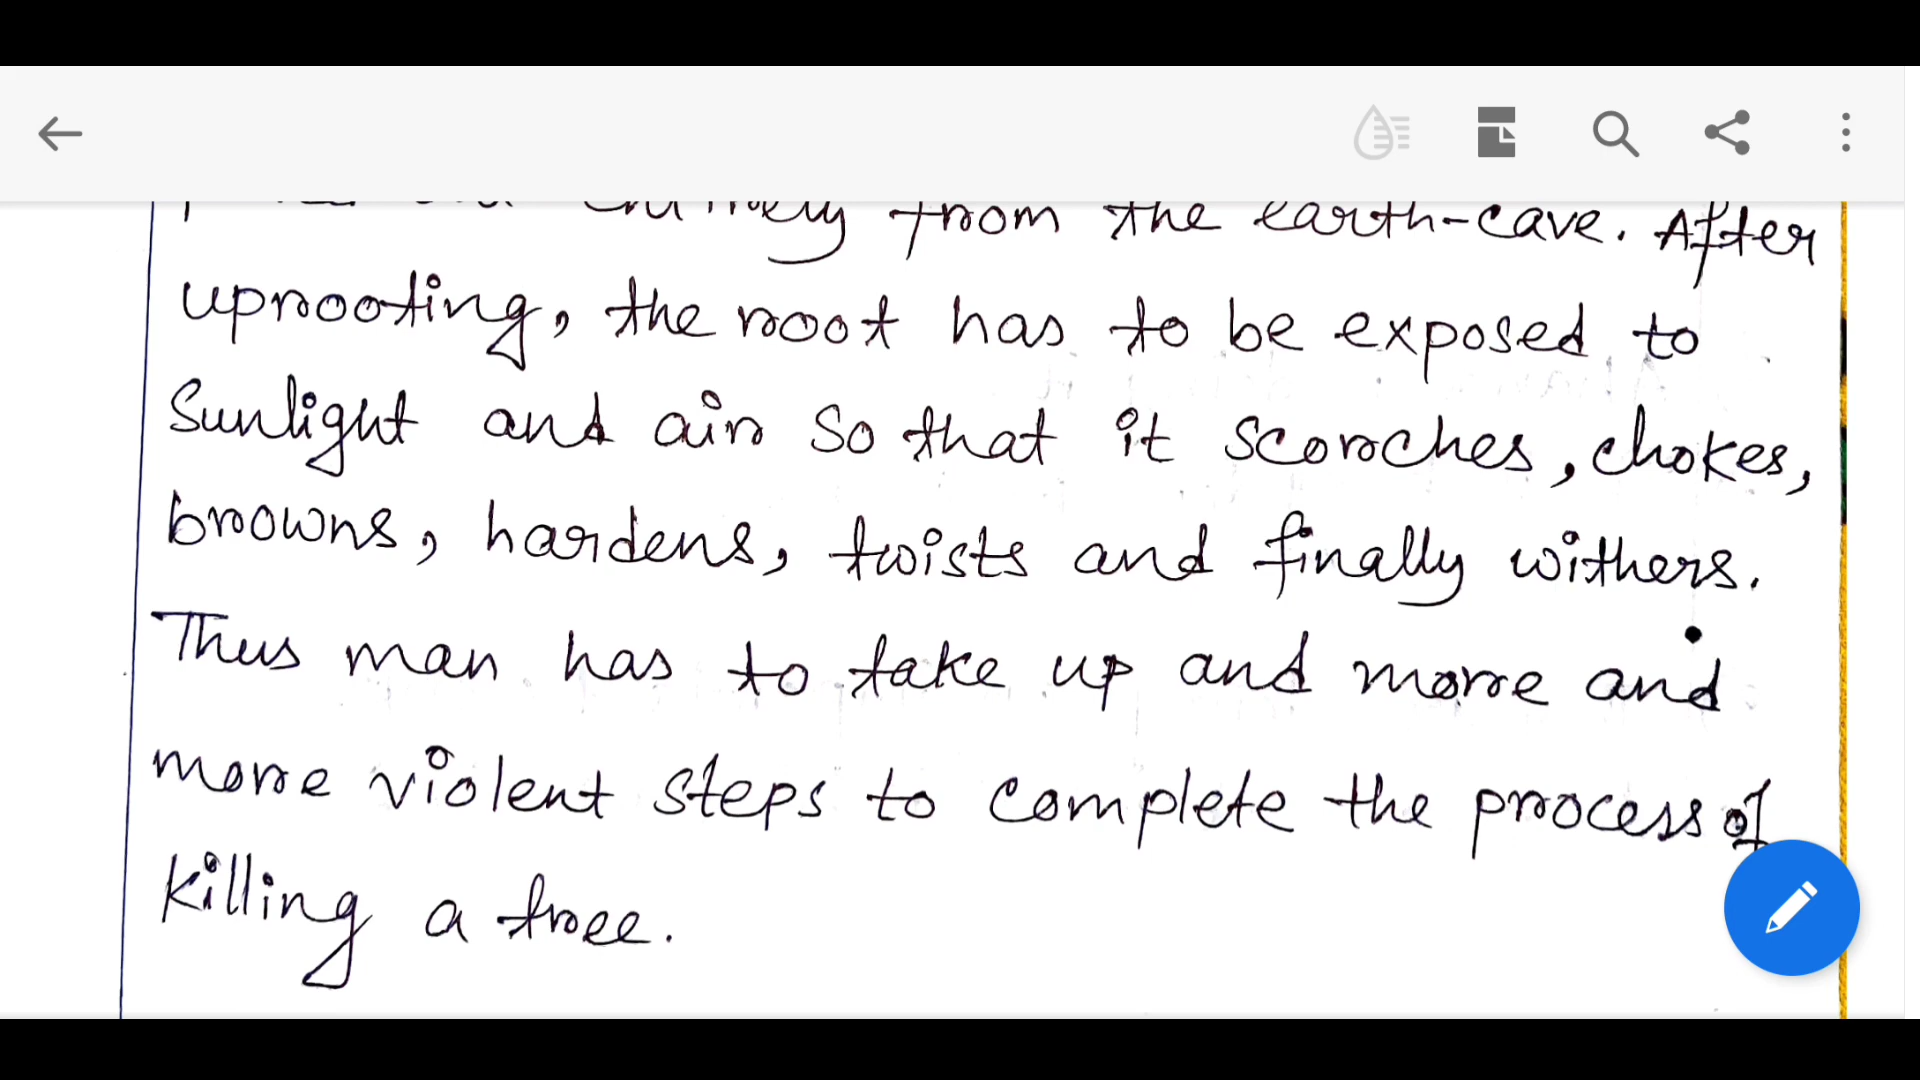 entirely from the earth-cave. After
uprooting, the root has to be exposed to
Sunlight and air so that it scorches, chokes,
browns, hardens, twists and finally withers.
Thus man has to take up and more and
more violent steps to complete the process of
killing a tree.